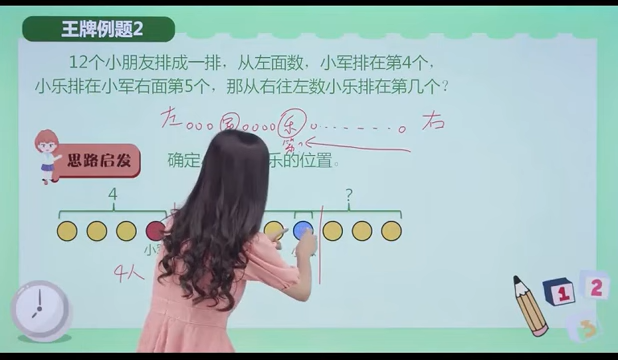 王牌例题2
12个小朋友排成一排，从左面数，小军排在第4个，
小乐排在小军右面第5个，那从右往左数小乐排在第几个？
左 乐 右
思路启发 确定 乐的位置。
4 ?
4人
1 2 3